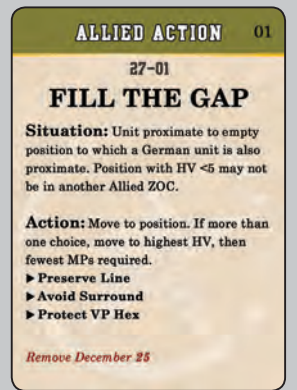 ALLIED ACTION 01
27-01
FILL THE GAP
Situation: Unit proximate to empty
position to which a German unit is also
proximate. Position with HV <5 may not
be in another Allied ZOC.
Action: Move to position. If more than
one choice, move to highest HV, then
fewest MPs required.
▶ Preserve Line
▶ Avoid Surround
▶ Protect VP Hex
Remove December 25